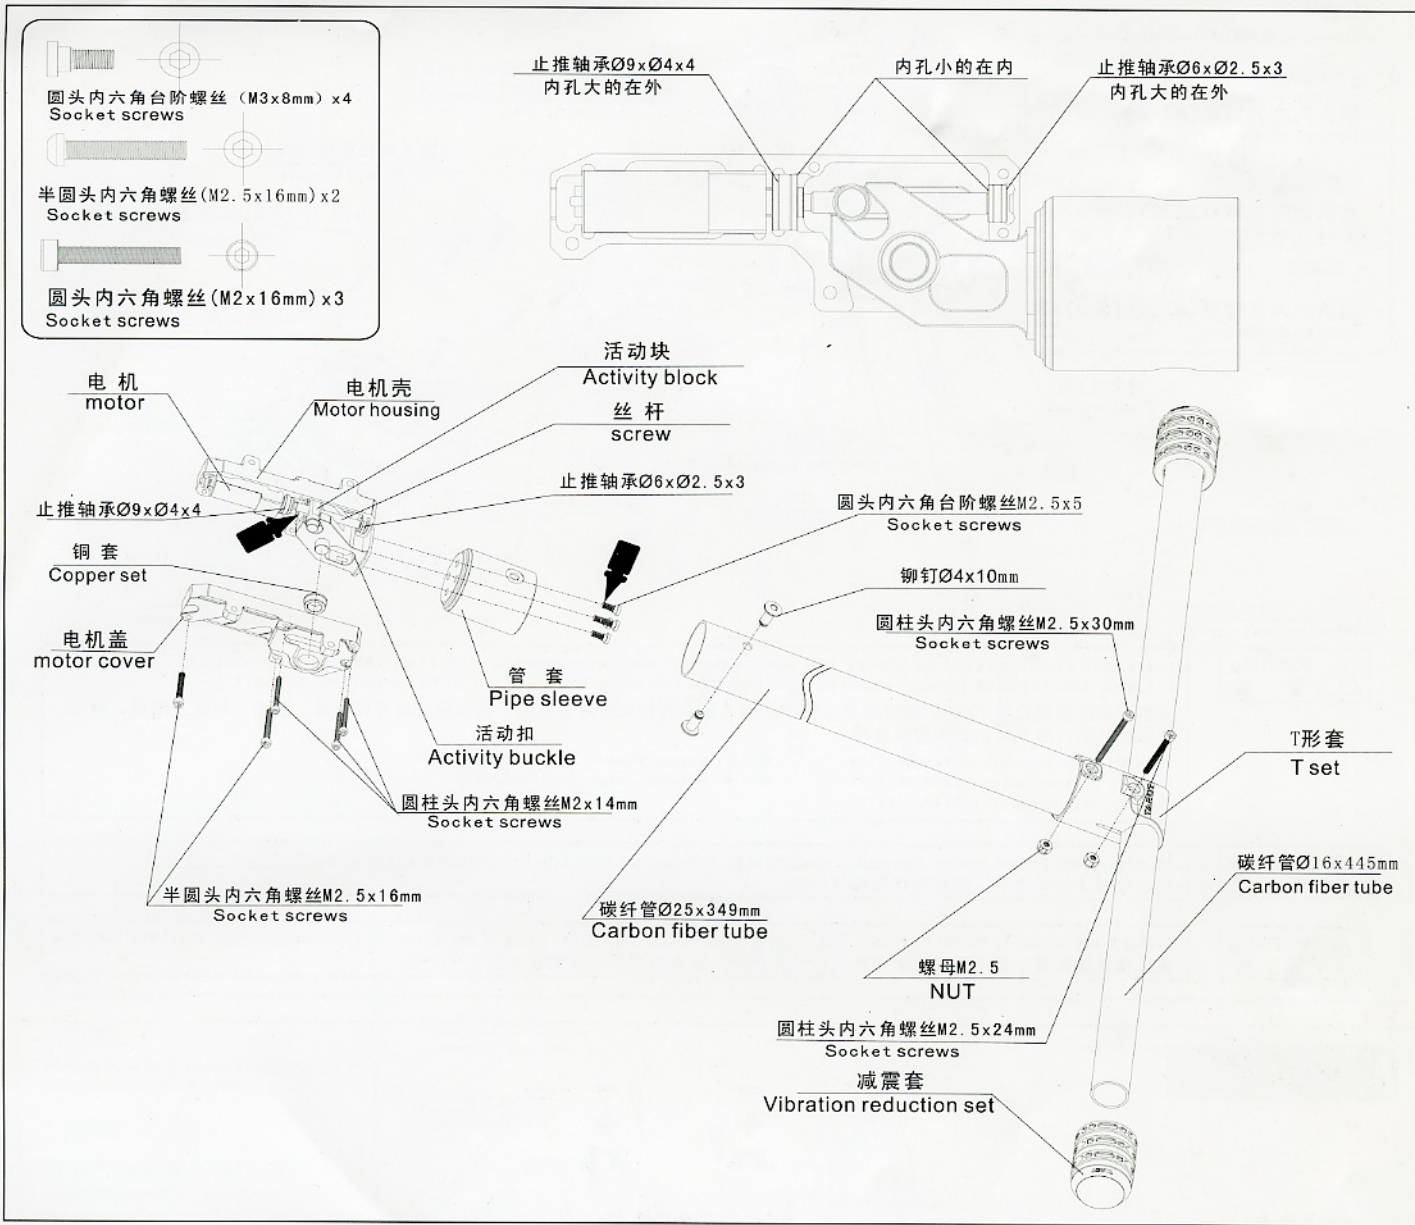 圆头内六角台阶螺丝（M3x8mm）x4
Socket screws
半圆头内六角螺丝(M2.5x16mm)x2
Socket screws
圆头内六角螺丝(M2x16mm)x3
Socket screws
止推轴承Ø9xØ4x4
内孔大的在外
内孔小的在内
止推轴承Ø6xØ2.5x3
内孔大的在外
活动块
Activity block
电机
motor
电机壳
Motor housing
丝杆
screw
止推轴承Ø6xØ2.5x3
止推轴承Ø9xØ4x4
圆头内六角台阶螺丝M2.5x5
Socket screws
铜套
Copper set
铆钉Ø4x10mm
圆柱头内六角螺丝M2.5x30mm
Socket screws
电机盖
motor cover
管套
Pipe sleeve
活动扣
Activity buckle
T形套
T set
圆柱头内六角螺丝M2x14mm
Socket screws
半圆头内六角螺丝M2.5x16mm
Socket screws
碳纤管Ø25x349mm
Carbon fiber tube
碳纤管Ø16x445mm
Carbon fiber tube
螺母M2.5
NUT
圆柱头内六角螺丝M2.5x24mm
Socket screws
减震套
Vibration reduction set